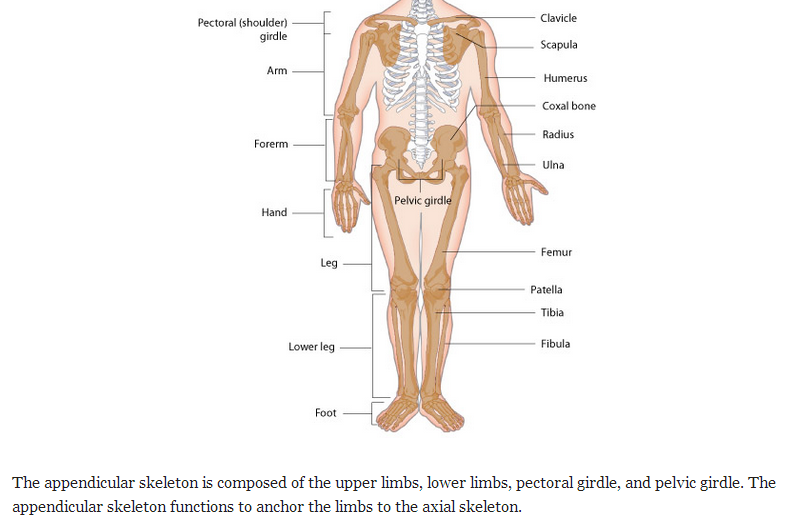 Pectoral (shoulder)
girdle
Arm
Forerm
Hand
Leg
Lower leg
Foot
Pelvic girdle
Clavicle
Scapula
Humerus
Coxal bone
Radius
Ulna
Femur
Patella
Tibia
Fibula
The appendicular skeleton is composed of the upper limbs, lower limbs, pectoral girdle, and pelvic girdle. The
appendicular skeleton functions to anchor the limbs to the axial skeleton.